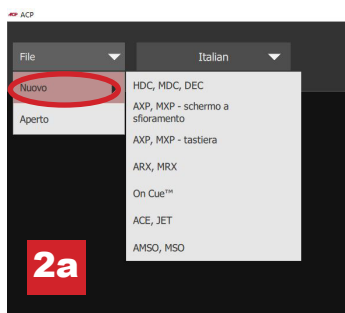 ACP ACP
File Italian
Nuovo
Aperto
HDC, MDC, DEC
AXP, MXP - schermo a
sfioramento
AXP, MXP - tastiera
ARX, MRX
On Cue™
ACE, JET
AMSO, MSO
2a